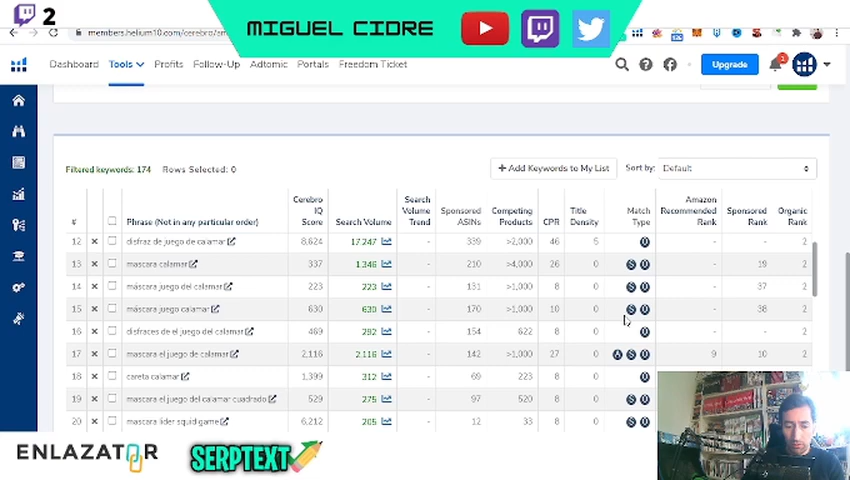 2
MIGUEL CIDRE
members.helium10.com/cerebro/am
Dashboard Tools Profits Follow-Up Adtomic Portals Freedom Ticket
Upgrade
Filtered keywords: 174 Rows Selected: 0
+ Add Keywords to My List
Sort by: Default
# Phrase (Not in any particular order) Cerebro IQ Score Search Volume Search Volume Trend Sponsored ASINs Competing Products CPR Title Density Match Type Amazon Recommended Rank Sponsored Rank Organic Rank
12 disfraz de juego de calamar 8,624 17,247 - 339 >2,000 46 5 O - - 2
13 mascara calamar 337 1,346 - 210 >4,000 26 0 S O - 19 2
14 máscara juego del calamar 223 223 - 131 >1,000 8 0 S O - 37 2
15 máscara juego calamar 630 630 - 170 >1,000 10 0 S O - 38 2
16 disfraces de el juego del calamar 469 292 - 154 622 8 0 O - - 2
17 mascara el juego de calamar 2,116 2,116 - 142 >1,000 27 0 A S O 9 10 2
18 careta calamar 1,399 312 - 69 223 8 0 O
19 mascara el juego del calamar cuadrado 529 275 - 97 520 8 0 S O
20 mascara lider squid game 6,212 205 - 12 33 8 0 S O
ENLAZATOR
SERPTEXT